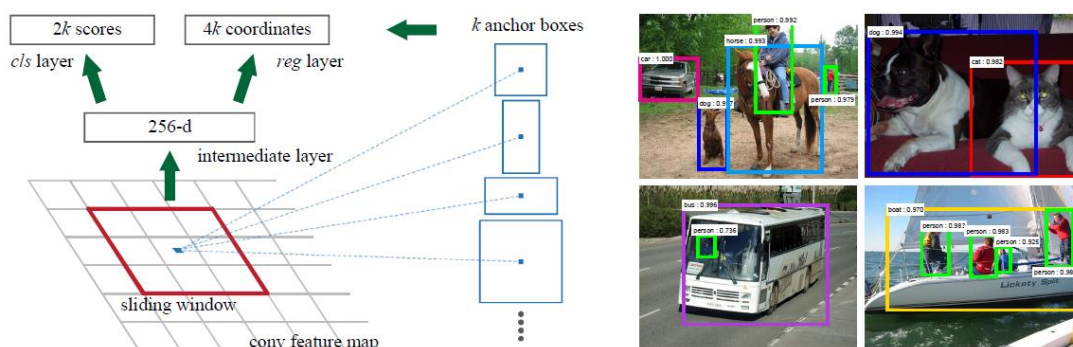 2k scores
4k coordinates
k anchor boxes
cls layer
reg layer
256-d
intermediate layer
sliding window
conv feature map
person : 0.992
horse : 0.993
car : 1.000
person : 0.979
dog : 0.994
cat : 0.982
bus : 0.996
person : 0.736
boat : 0.970
person : 0.983
person : 0.925
Lickety Split